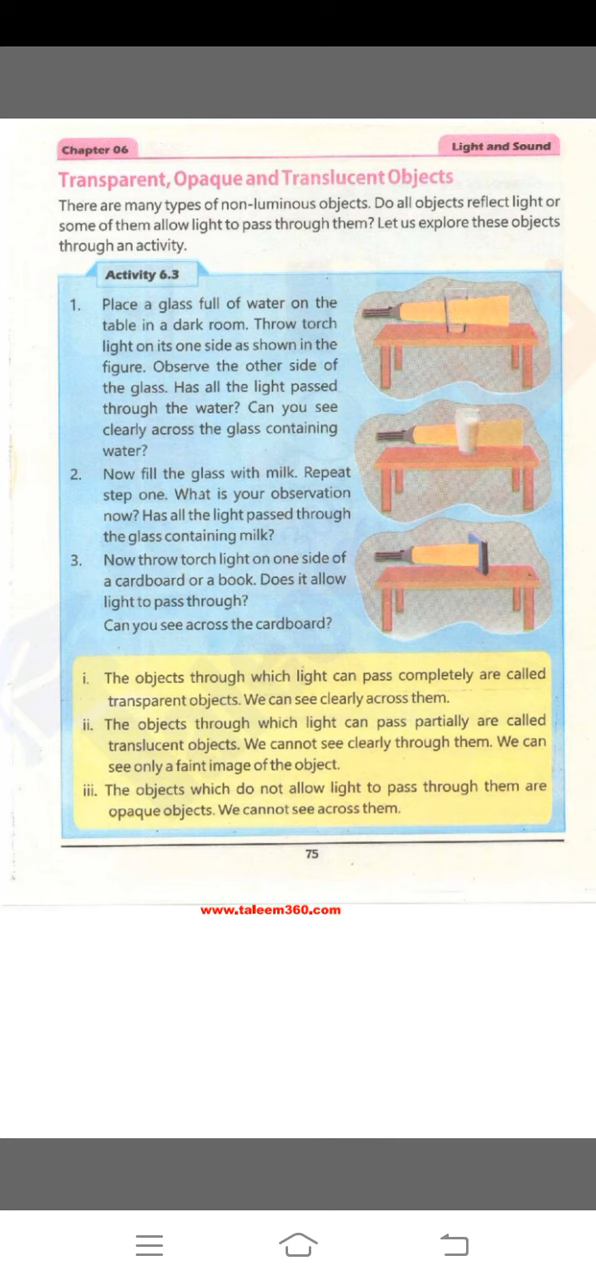 Chapter 06
Light and Sound
Transparent, Opaque and Translucent Objects
There are many types of non-luminous objects. Do all objects reflect light or
some of them allow light to pass through them? Let us explore these objects
through an activity.
Activity 6.3
1. Place a glass full of water on the
table in a dark room. Throw torch
light on its one side as shown in the
figure. Observe the other side of
the glass. Has all the light passed
through the water? Can you see
clearly across the glass containing
water?
2. Now fill the glass with milk. Repeat
step one. What is your observation
now? Has all the light passed through
the glass containing milk?
3. Now throw torch light on one side of
a cardboard or a book. Does it allow
light to pass through?
Can you see across the cardboard?
i. The objects through which light can pass completely are called
transparent objects. We can see clearly across them.
ii. The objects through which light can pass partially are called
translucent objects. We cannot see clearly through them. We can
see only a faint image of the object.
iii. The objects which do not allow light to pass through them are
opaque objects. We cannot see across them.
75
www.taleem360.com